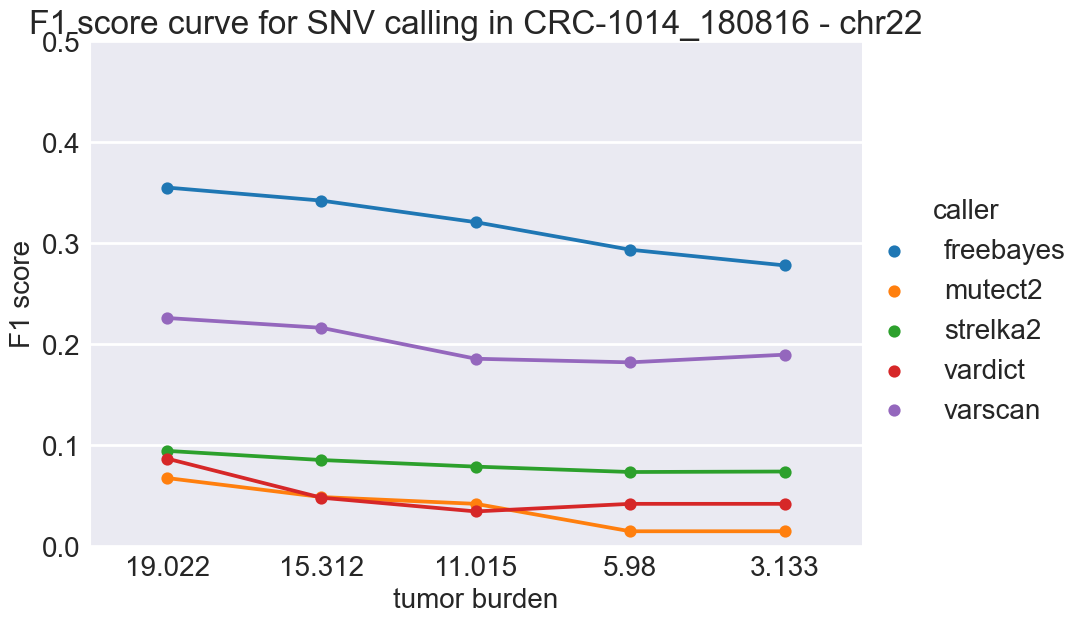 F1 score curve for SNV calling in CRC-1014_180816 - chr22
0.5
0.4
0.3
0.2
0.1
0.0
F1 score
19.022 15.312 11.015 5.98 3.133
tumor burden
caller
freebayes
mutect2
strelka2
vardict
varscan